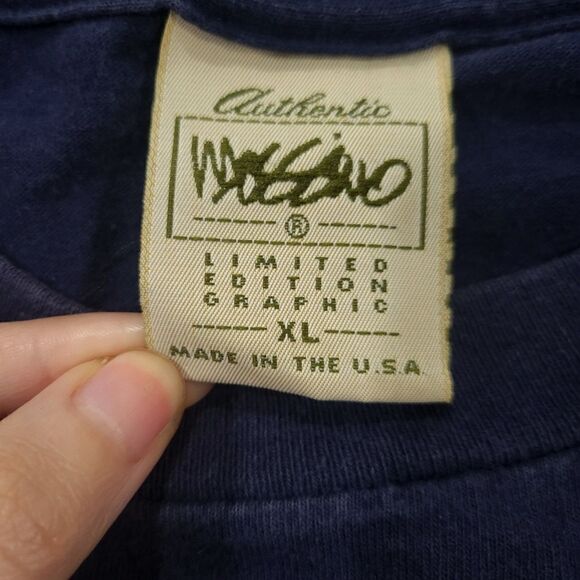 Authentic
Mossimo
®
LIMITED
EDITION
GRAPHIC
XL
MADE IN THE U.S.A